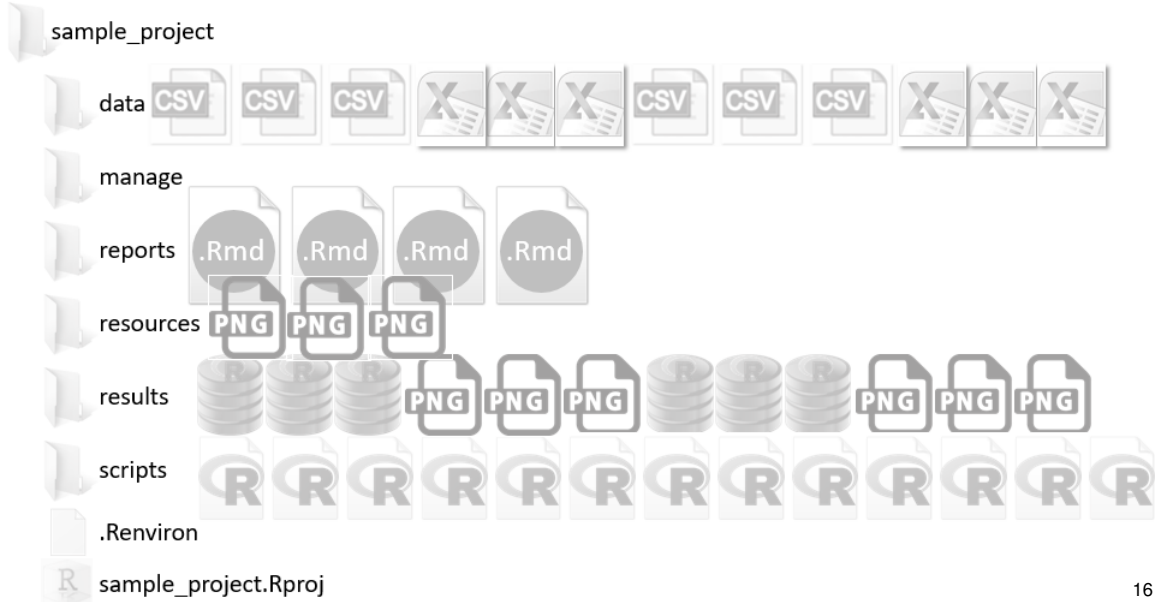 sample_project
data CSV CSV CSV X X X CSV CSV CSV X X X
manage
reports .Rmd .Rmd .Rmd .Rmd
resources PNG PNG PNG
results R R R PNG PNG PNG R R R PNG PNG PNG
scripts R R R R R R R R R R R R R
.Renviron
R sample_project.Rproj
16